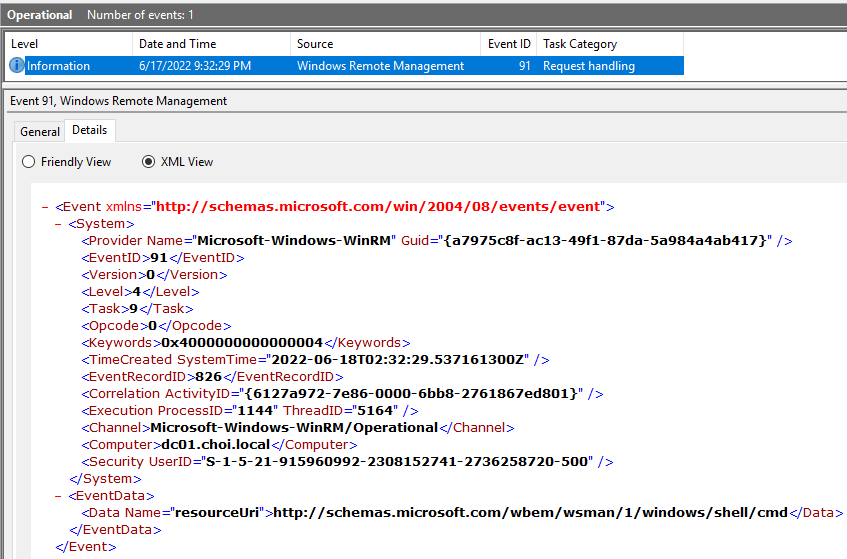 Operational Number of events: 1
Level Date and Time Source Event ID Task Category
Information 6/17/2022 9:32:29 PM Windows Remote Management 91 Request handling
Event 91, Windows Remote Management
General Details
Friendly View XML View
- <Event xmlns="http://schemas.microsoft.com/win/2004/08/events/event">
- <System>
<Provider Name="Microsoft-Windows-WinRM" Guid="{a7975c8f-ac13-49f1-87da-5a984a4ab417}" />
<EventID>91</EventID>
<Version>0</Version>
<Level>4</Level>
<Task>9</Task>
<Opcode>0</Opcode>
<Keywords>0x4000000000000004</Keywords>
<TimeCreated SystemTime="2022-06-18T02:32:29.537161300Z" />
<EventRecordID>826</EventRecordID>
<Correlation ActivityID="{6127a972-7e86-0000-6bb8-2761867ed801}" />
<Execution ProcessID="1144" ThreadID="5164" />
<Channel>Microsoft-Windows-WinRM/Operational</Channel>
<Computer>dc01.choi.local</Computer>
<Security UserID="S-1-5-21-915960992-2308152741-2736258720-500" />
</System>
- <EventData>
<Data Name="resourceUri">http://schemas.microsoft.com/wbem/wsman/1/windows/shell/cmd</Data>
</EventData>
</Event>